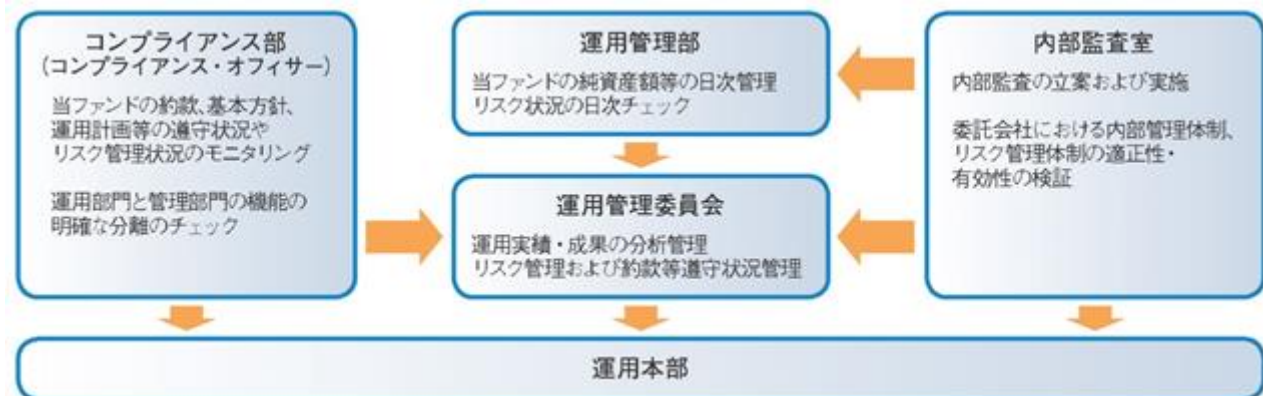 コンプライアンス部
(コンプライアンス・オフィサー)
当ファンドの約款、基本方針、
運用計画等の遵守状況や
リスク管理状況のモニタリング
運用部門と管理部門の機能の
明確な分離のチェック
運用管理部
当ファンドの純資産額等の日次管理
リスク状況の日次チェック
運用管理委員会
運用実績・成果の分析管理
リスク管理および約款等遵守状況管理
内部監査室
内部監査の立案および実施
委託会社における内部管理体制、
リスク管理体制の適正性・
有効性の検証
運用本部